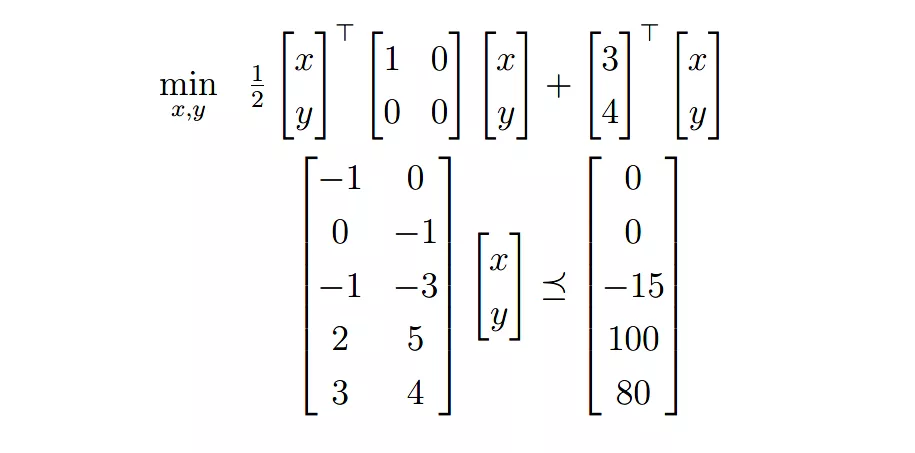 min x,y ½ [x y]⊤ [1 0; 0 0] [x y] + [3 4]⊤ [x y]
[−1 0; 0 −1; −1 −3; 2 5; 3 4] [x y] ⪯ [0 0 −15 100 80]